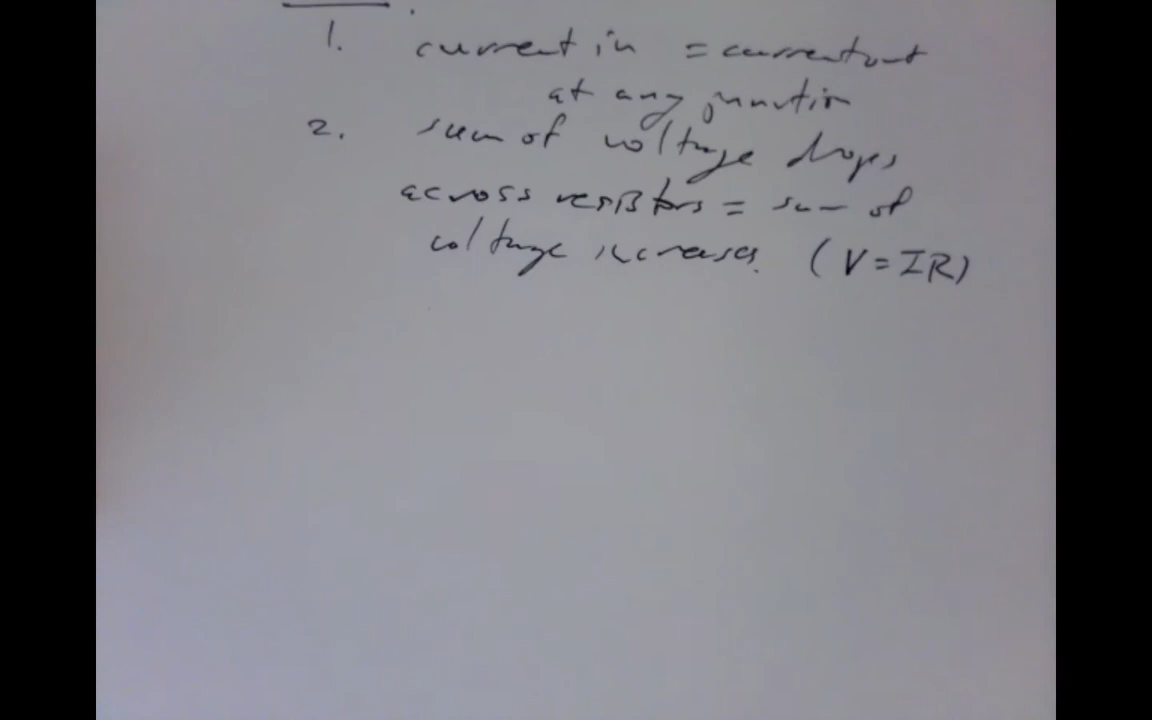 1. current in = current out
at any junction
2. sum of voltage drops
across resistors = sum of
voltage increases. (V = IR)